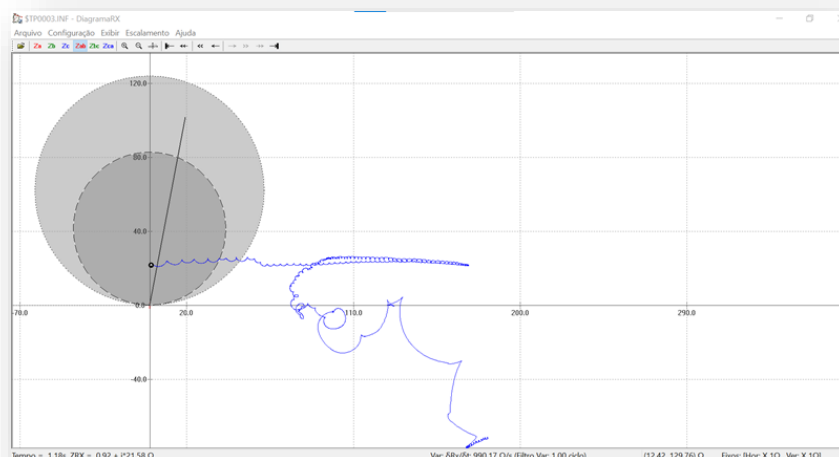 $TP0003.INF - DiagramaRX
Arquivo Configuração Exibir Escalamento Ajuda
Za Zb Zc Zab Zbc Zca
120.0
80.0
40.0
0.0
-70.0 20.0 110.0 200.0 290.0
-40.0
Tempo = 1.18s ZRX = 0.92 + j*21.58 Ω Var: δRx/δt: 990.17 Ω/s (Filtro Var: 1.00 ciclo) (12.42, 129.76) Ω Eixos: [Hor: X 1Ω Ver: X 1Ω]